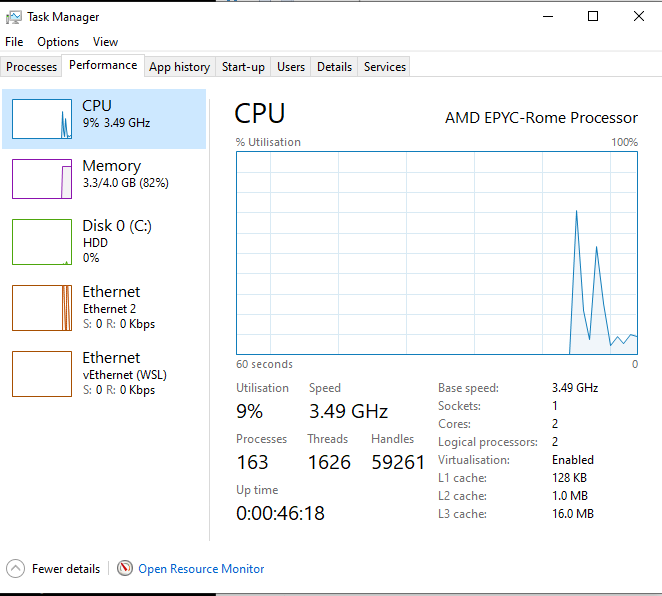 Task Manager
File Options View
Processes Performance App history Start-up Users Details Services
CPU
9% 3.49 GHz
Memory
3.3/4.0 GB (82%)
Disk 0 (C:)
HDD
0%
Ethernet
Ethernet 2
S: 0 R: 0 Kbps
Ethernet
vEthernet (WSL)
S: 0 R: 0 Kbps
CPU AMD EPYC-Rome Processor
% Utilisation 100%
60 seconds 0
Utilisation Speed
9% 3.49 GHz
Processes Threads Handles
163 1626 59261
Up time
0:00:46:18
Base speed: 3.49 GHz
Sockets: 1
Cores: 2
Logical processors: 2
Virtualisation: Enabled
L1 cache: 128 KB
L2 cache: 1.0 MB
L3 cache: 16.0 MB
Fewer details Open Resource Monitor